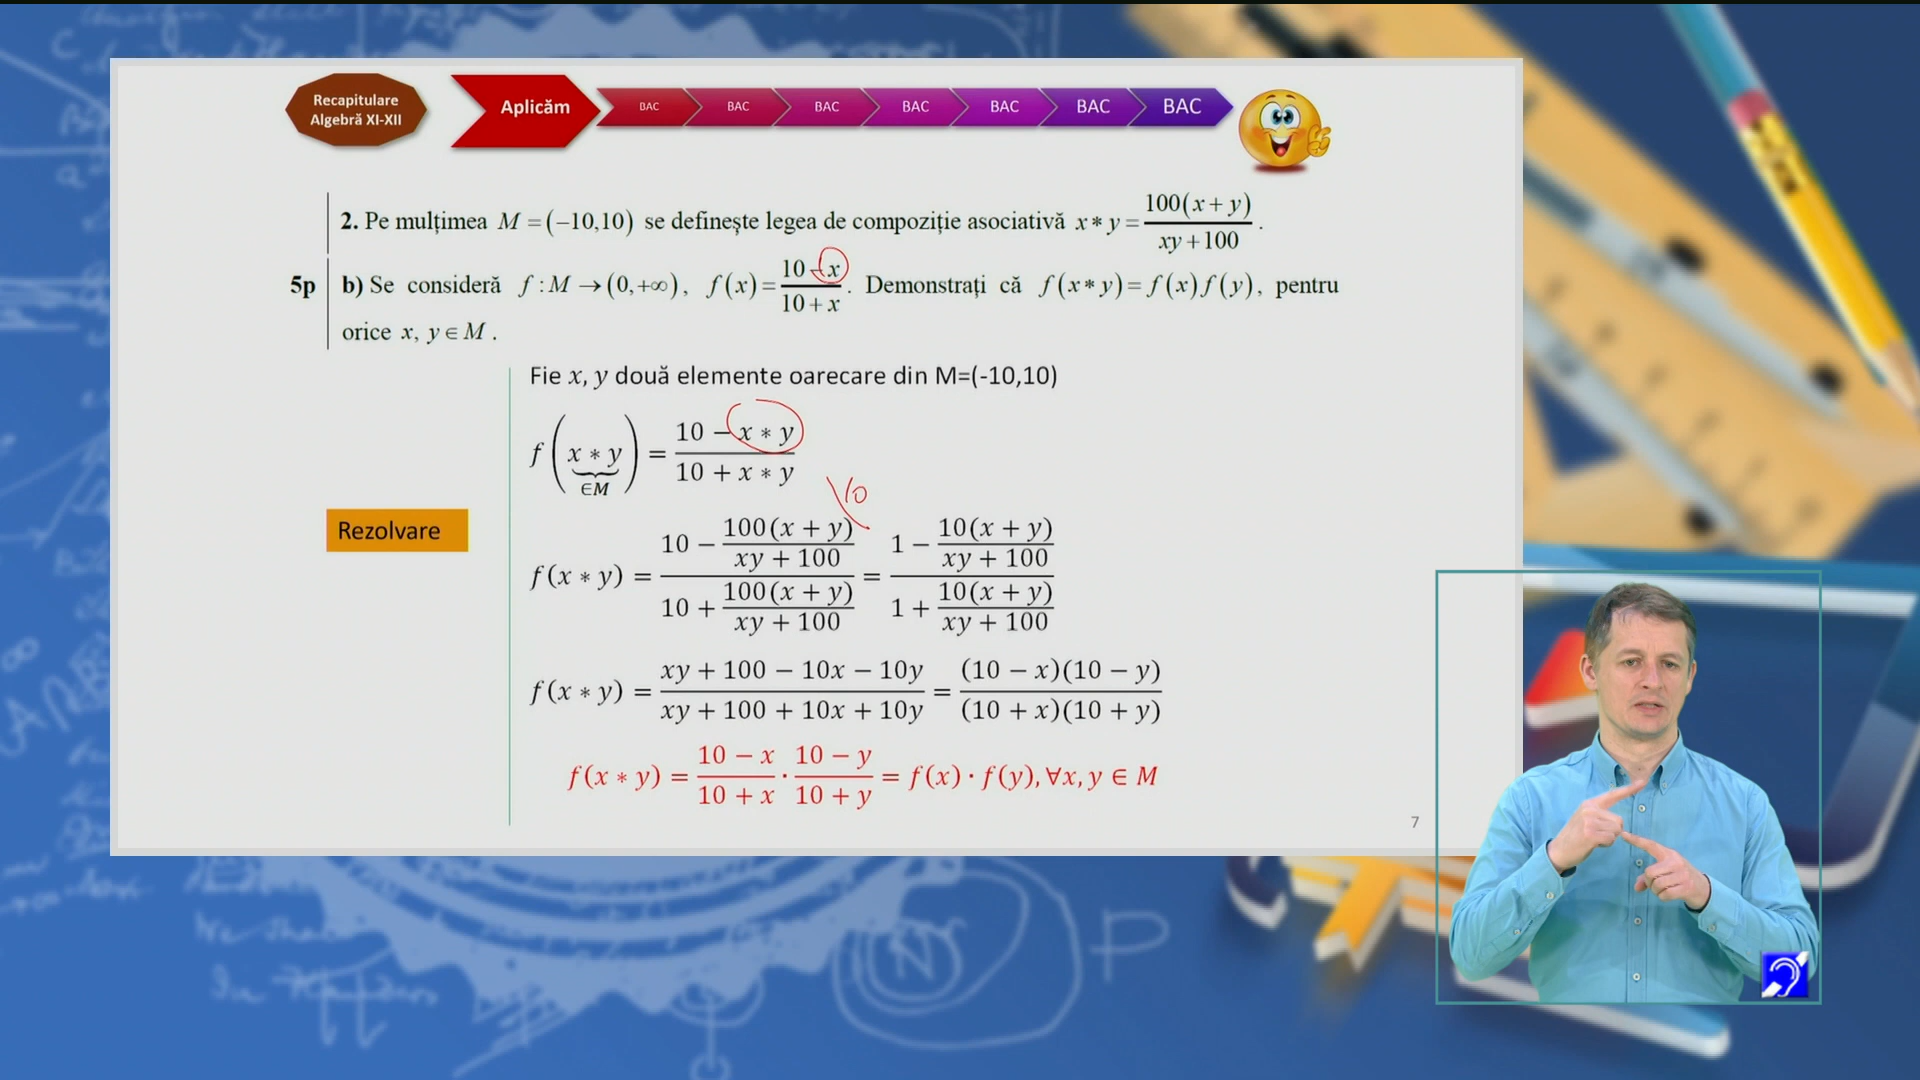 Recapitulare
Algebră XI-XII
Aplicăm
BAC
BAC
BAC
BAC
BAC
BAC
BAC
2. Pe mulțimea M = (−10,10) se definește legea de compoziție asociativă x * y = 100(x + y) / (xy + 100) .
5p
b) Se consideră f : M → (0,+∞), f(x) = (10 − x) / (10 + x) . Demonstrați că f(x * y) = f(x) f(y), pentru
orice x, y ∈ M .
Fie x, y două elemente oarecare din M=(-10,10)
f(x * y) = (10 − x * y) / (10 + x * y)
∈M
10
Rezolvare
f(x * y) = (10 − 100(x + y) / (xy + 100)) / (10 + 100(x + y) / (xy + 100)) = (1 − 10(x + y) / (xy + 100)) / (1 + 10(x + y) / (xy + 100))
f(x * y) = (xy + 100 − 10x − 10y) / (xy + 100 + 10x + 10y) = (10 − x)(10 − y) / (10 + x)(10 + y)
f(x * y) = (10 − x) / (10 + x) · (10 − y) / (10 + y) = f(x) · f(y), ∀x, y ∈ M
7
N
P